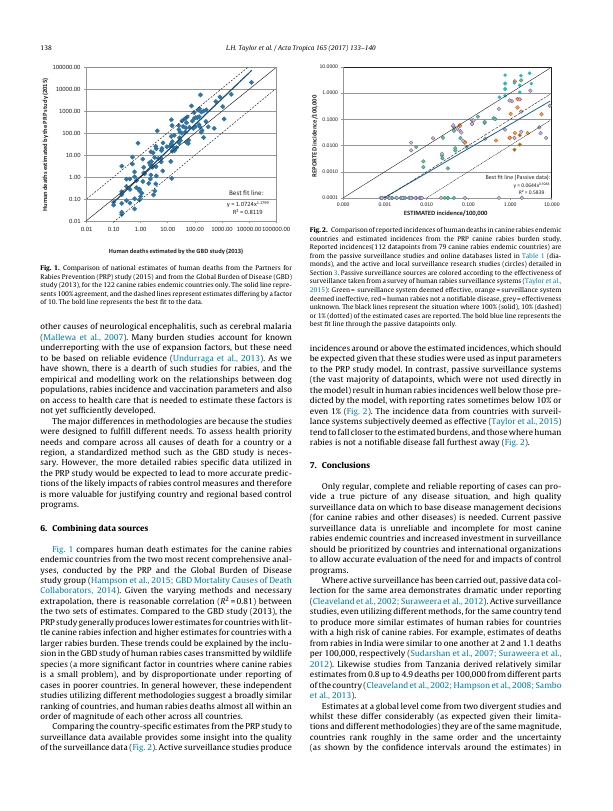 138
L.H. Taylor et al. / Acta Tropica 165 (2017) 133–140
Human deaths estimated by the PRP study (2015)
100000.00
10000.00
1000.00
100.00
10.00
1.00
0.10
0.01
Best fit line:
y = 1.0724x
R² = 0.8119
0.01 0.10 1.00 10.00 100.00 1000.00 10000.00 100000.00
Human deaths estimated by the GBD study (2013)
Fig. 1. Comparison of national estimates of human deaths from the Partners for
Rabies Prevention (PRP) study (2015) and from the Global Burden of Disease (GBD)
study (2013), for the 122 canine rabies endemic countries only. The solid line repre-
sents 100% agreement, and the dashed lines represent estimates differing by a factor
of 10. The bold line represents the best fit to the data.
other causes of neurological encephalitis, such as cerebral malaria
(Mallewa et al., 2007). Many burden studies account for known
underreporting with the use of expansion factors, but these need
to be based on reliable evidence (Undurraga et al., 2013). As we
have shown, there is a dearth of such studies for rabies, and the
empirical and modelling work on the relationships between dog
populations, rabies incidence and vaccination parameters and also
on access to health care that is needed to estimate these factors is
not yet sufficiently developed.
The major differences in methodologies are because the studies
were designed to fulfill different needs. To assess health priority
needs and compare across all causes of death for a country or a
region, a standardized method such as the GBD study is neces-
sary. However, the more detailed rabies specific data utilized in
the PRP study would be expected to lead to more accurate predic-
tions of the likely impacts of rabies control measures and therefore
is more valuable for justifying country and regional based control
programs.
6. Combining data sources
Fig. 1 compares human death estimates for the canine rabies
endemic countries from the two most recent comprehensive anal-
yses, conducted by the PRP and the Global Burden of Disease
study group (Hampson et al., 2015; GBD Mortality Causes of Death
Collaborators, 2014). Given the varying methods and necessary
extrapolation, there is reasonable correlation (R² = 0.81) between
the two sets of estimates. Compared to the GBD study (2013), the
PRP study generally produces lower estimates for countries with lit-
tle canine rabies infection and higher estimates for countries with a
larger rabies burden. These trends could be explained by the inclu-
sion in the GBD study of human rabies cases transmitted by wildlife
species (a more significant factor in countries where canine rabies
is a small problem), and by disproportionate under reporting of
cases in poorer countries. In general however, these independent
studies utilizing different methodologies suggest a broadly similar
ranking of countries, and human rabies deaths almost all within an
order of magnitude of each other across all countries.
Comparing the country-specific estimates from the PRP study to
surveillance data available provides some insight into the quality
of the surveillance data (Fig. 2). Active surveillance studies produce
REPORTED incidence/100,000
10.0000
1.0000
0.1000
0.0100
0.0010
0.0001
Best fit line (Passive data):
y = 0.0644x
R² = 0.5839
0.000 0.001 0.010 0.100 1.000 10.000
ESTIMATED incidence/100,000
Fig. 2. Comparison of reported incidences of human deaths in canine rabies endemic
countries and estimated incidences from the PRP canine rabies burden study.
Reported incidences(112 datapoints from 79 canine rabies endemic countries) are
from the passive surveillance studies and online databases listed in Table 1 (dia-
monds), and the active and local surveillance research studies (circles) detailed in
Section 3. Passive surveillance sources are colored according to the effectiveness of
surveillance taken from a survey of human rabies surveillance systems (Taylor et al.,
2015): Green = surveillance system deemed effective, orange = surveillance system
deemed ineffective, red = human rabies not a notifiable disease, grey = effectiveness
unknown. The black lines represent the situation where 100% (solid), 10% (dashed)
or 1% (dotted) of the estimated cases are reported. The bold blue line represents the
best fit line through the passive datapoints only.
incidences around or above the estimated incidences, which should
be expected given that these studies were used as input parameters
to the PRP study model. In contrast, passive surveillance systems
(the vast majority of datapoints, which were not used directly in
the model) result in human rabies incidences well below those pre-
dicted by the model, with reporting rates sometimes below 10% or
even 1% (Fig. 2). The incidence data from countries with surveil-
lance systems subjectively deemed as effective (Taylor et al., 2015)
tend to fall closer to the estimated burdens, and those where human
rabies is not a notifiable disease fall furthest away (Fig. 2).
7. Conclusions
Only regular, complete and reliable reporting of cases can pro-
vide a true picture of any disease situation, and high quality
surveillance data on which to base disease management decisions
(for canine rabies and other diseases) is needed. Current passive
surveillance data is unreliable and incomplete for most canine
rabies endemic countries and increased investment in surveillance
should be prioritized by countries and international organizations
to allow accurate evaluation of the need for and impacts of control
programs.
Where active surveillance has been carried out, passive data col-
lection for the same area demonstrates dramatic under reporting
(Cleaveland et al., 2002; Suraweera et al., 2012). Active surveillance
studies, even utilizing different methods, for the same country tend
to produce more similar estimates of human rabies for countries
with a high risk of canine rabies. For example, estimates of deaths
from rabies in India were similar to one another at 2 and 1.1 deaths
per 100,000, respectively (Sudarshan et al., 2007; Suraweera et al.,
2012). Likewise studies from Tanzania derived relatively similar
estimates from 0.8 up to 4.9 deaths per 100,000 from different parts
of the country (Cleaveland et al., 2002; Hampson et al., 2008; Sambo
et al., 2013).
Estimates at a global level come from two divergent studies and
whilst these differ considerably (as expected given their limita-
tions and different methodologies) they are of the same magnitude,
countries rank roughly in the same order and the uncertainty
(as shown by the confidence intervals around the estimates) in